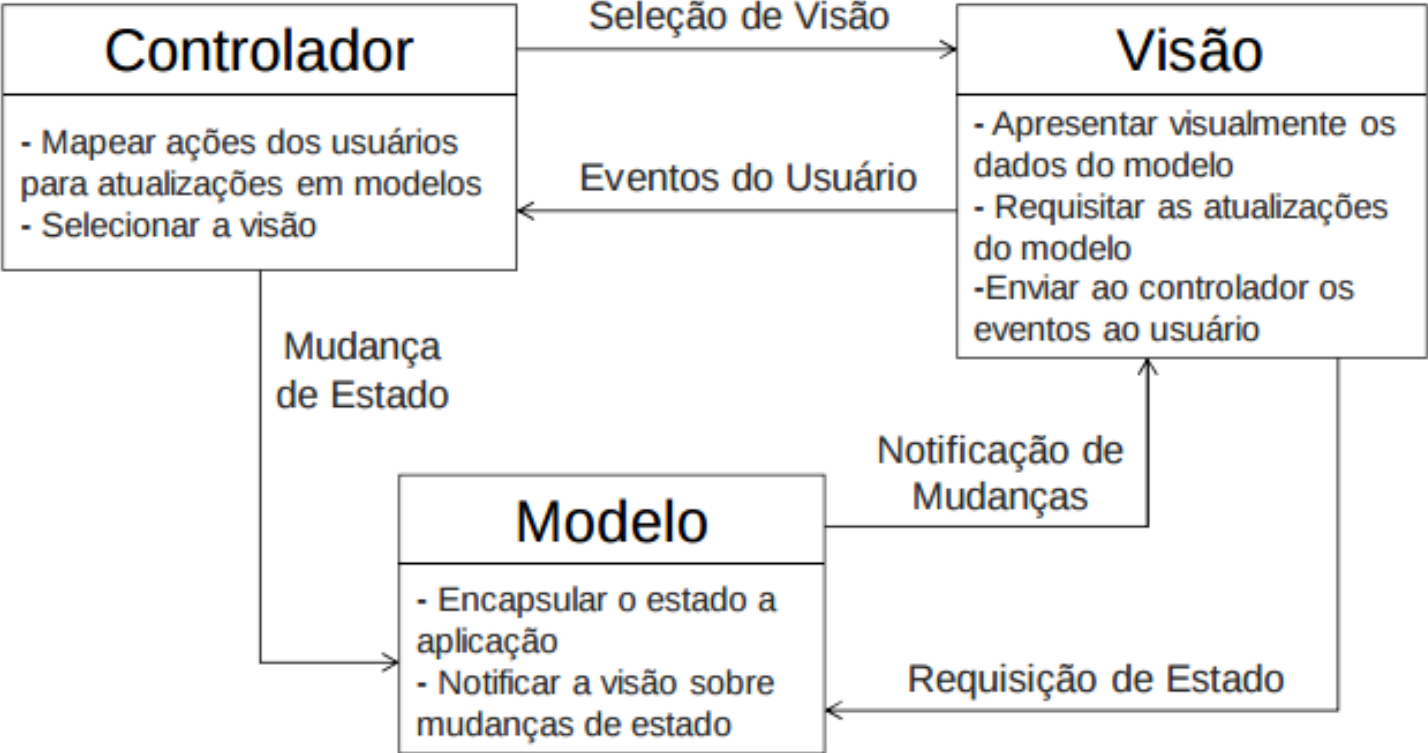 Controlador
- Mapear ações dos usuários
para atualizações em modelos
- Selecionar a visão
Seleção de Visão
Eventos do Usuário
Visão
- Apresentar visualmente os
dados do modelo
- Requisitar as atualizações
do modelo
-Enviar ao controlador os
eventos ao usuário
Mudança
de Estado
Notificação de
Mudanças
Modelo
- Encapsular o estado a
aplicação
- Notificar a visão sobre
mudanças de estado
Requisição de Estado